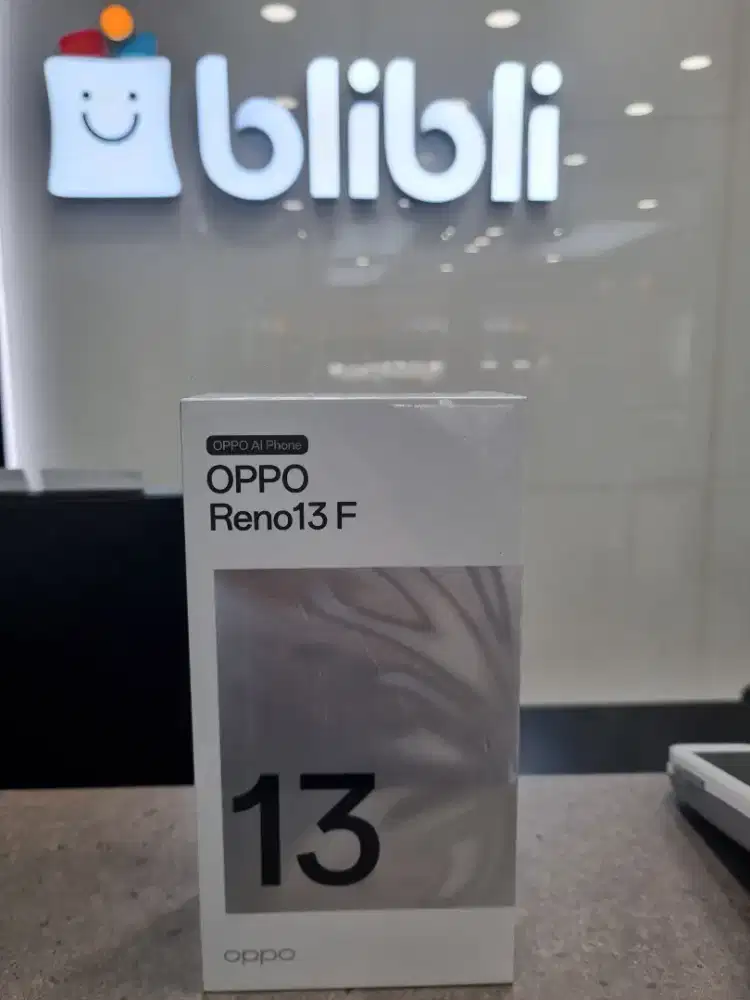 blibli
OPPO AI Phone
OPPO
Reno13 F
13
oppo